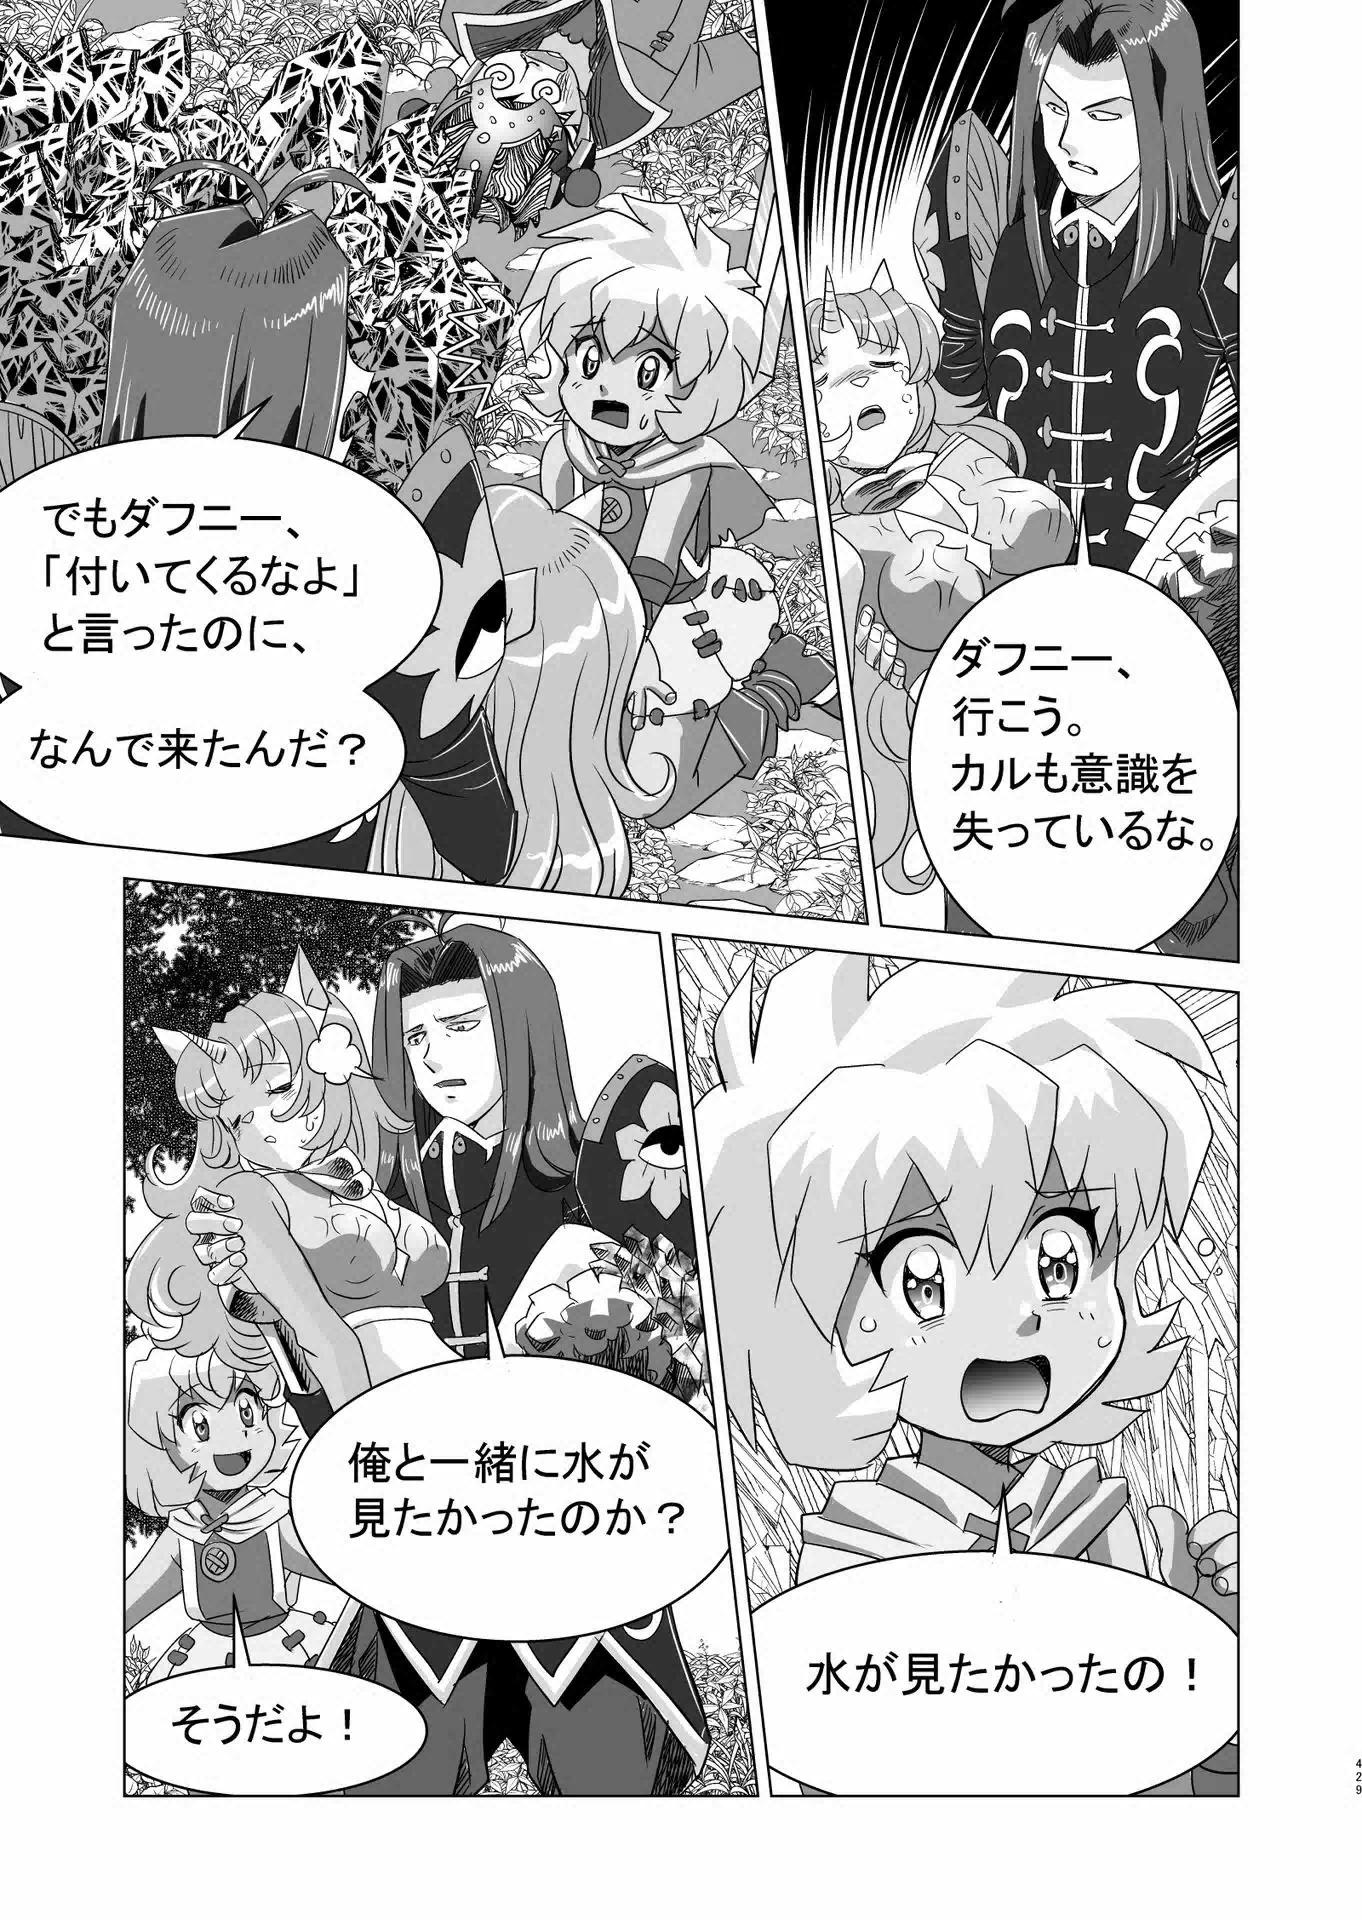 ダフニー、
行こう。
カルも意識を
失っているな。
でもダフニー、
「付いてくるなよ」
と言ったのに、
なんで来たんだ？
水が見たかったの！
俺と一緒に水が
見たかったのか？
そうだよ！
429